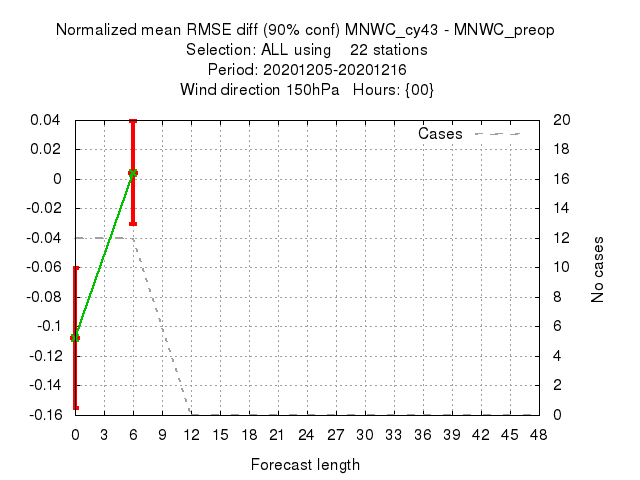 Normalized mean RMSE diff (90% conf) MNWC_cy43 - MNWC_preop
Selection: ALL using 22 stations
Period: 20201205-20201216
Wind direction 150hPa Hours: {00}
Cases
0.04
0.02
0
-0.02
-0.04
-0.06
-0.08
-0.1
-0.12
-0.14
-0.16
20
18
16
14
12
10
8
6
4
2
0
No cases
0 3 6 9 12 15 18 21 24 27 30 33 36 39 42 45 48
Forecast length